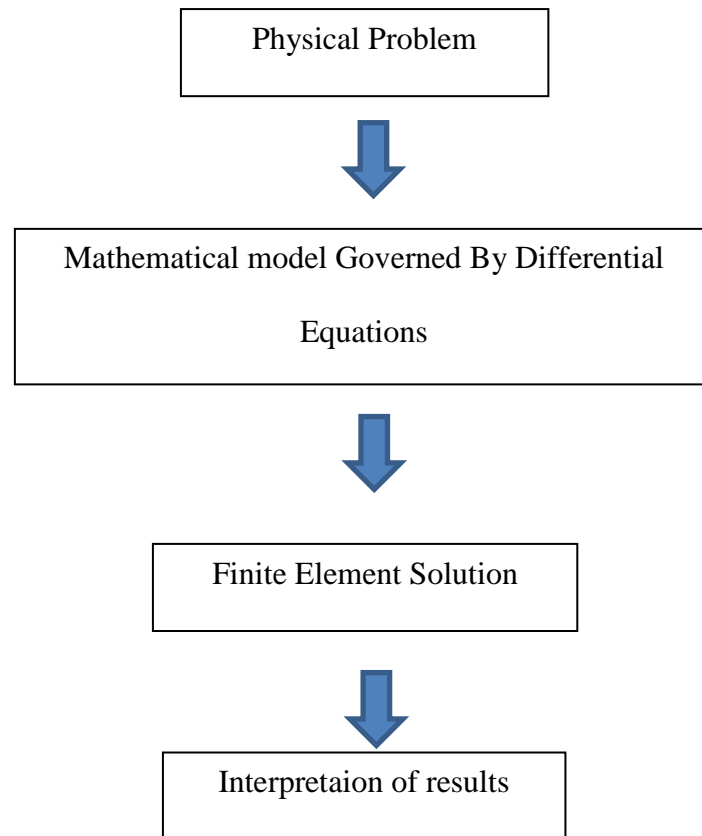 Physical Problem
Mathematical model Governed By Differential
Equations
Finite Element Solution
Interpretaion of results